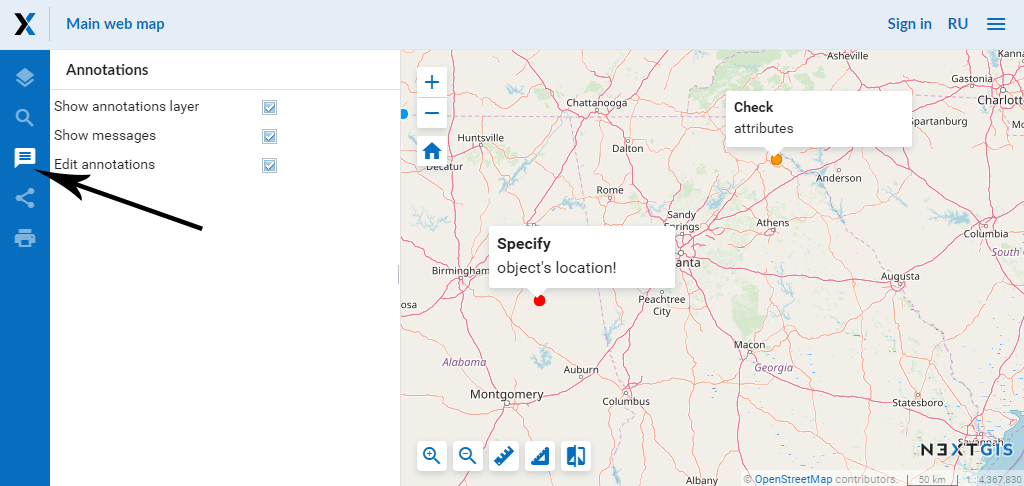 Main web map
Sign in
RU
Annotations
Show annotations layer
Show messages
Edit annotations
Asheville
Gastonia
Charlott
Chattanooga
Check
attributes
Spartanburg
Huntsville
Dalton
Decatur
Anderson
Rome
Sandy
Springs
Athens
Columbia
Specify
object's location!
South
anta
Birmingham
Augusta
osa
Peachtree
City
Macon
Alabama
Georgia
Auburn
Montgomery
Columbus
Statesboro
Savannah
NEXTGIS
© OpenStreetMap contributors.
50 km
1 : 4,367,830
Albany